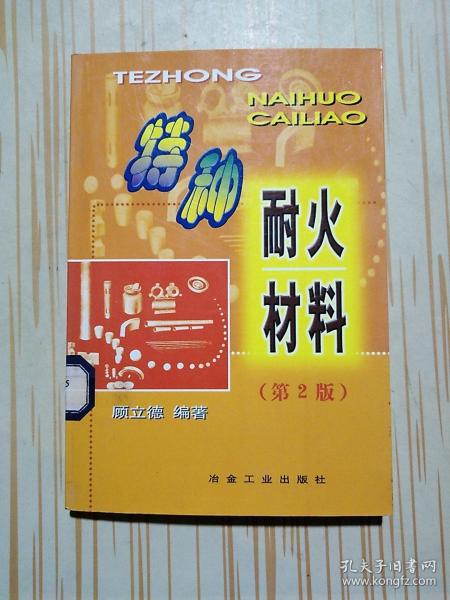 TEZHONG
NAIHUO
CAILIAO
特种
耐火
材料
(第2版)
5
顾立德 编著
冶金工业出版社
孔夫子旧书网
www.kongfz.com